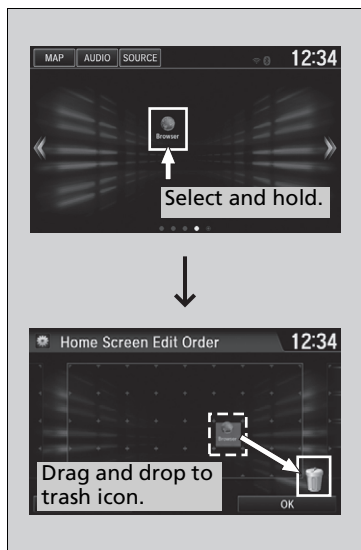 MAP AUDIO SOURCE 12:34
Browser
Select and hold.
Home Screen Edit Order 12:34
Browser
Drag and drop to
trash icon.
OK